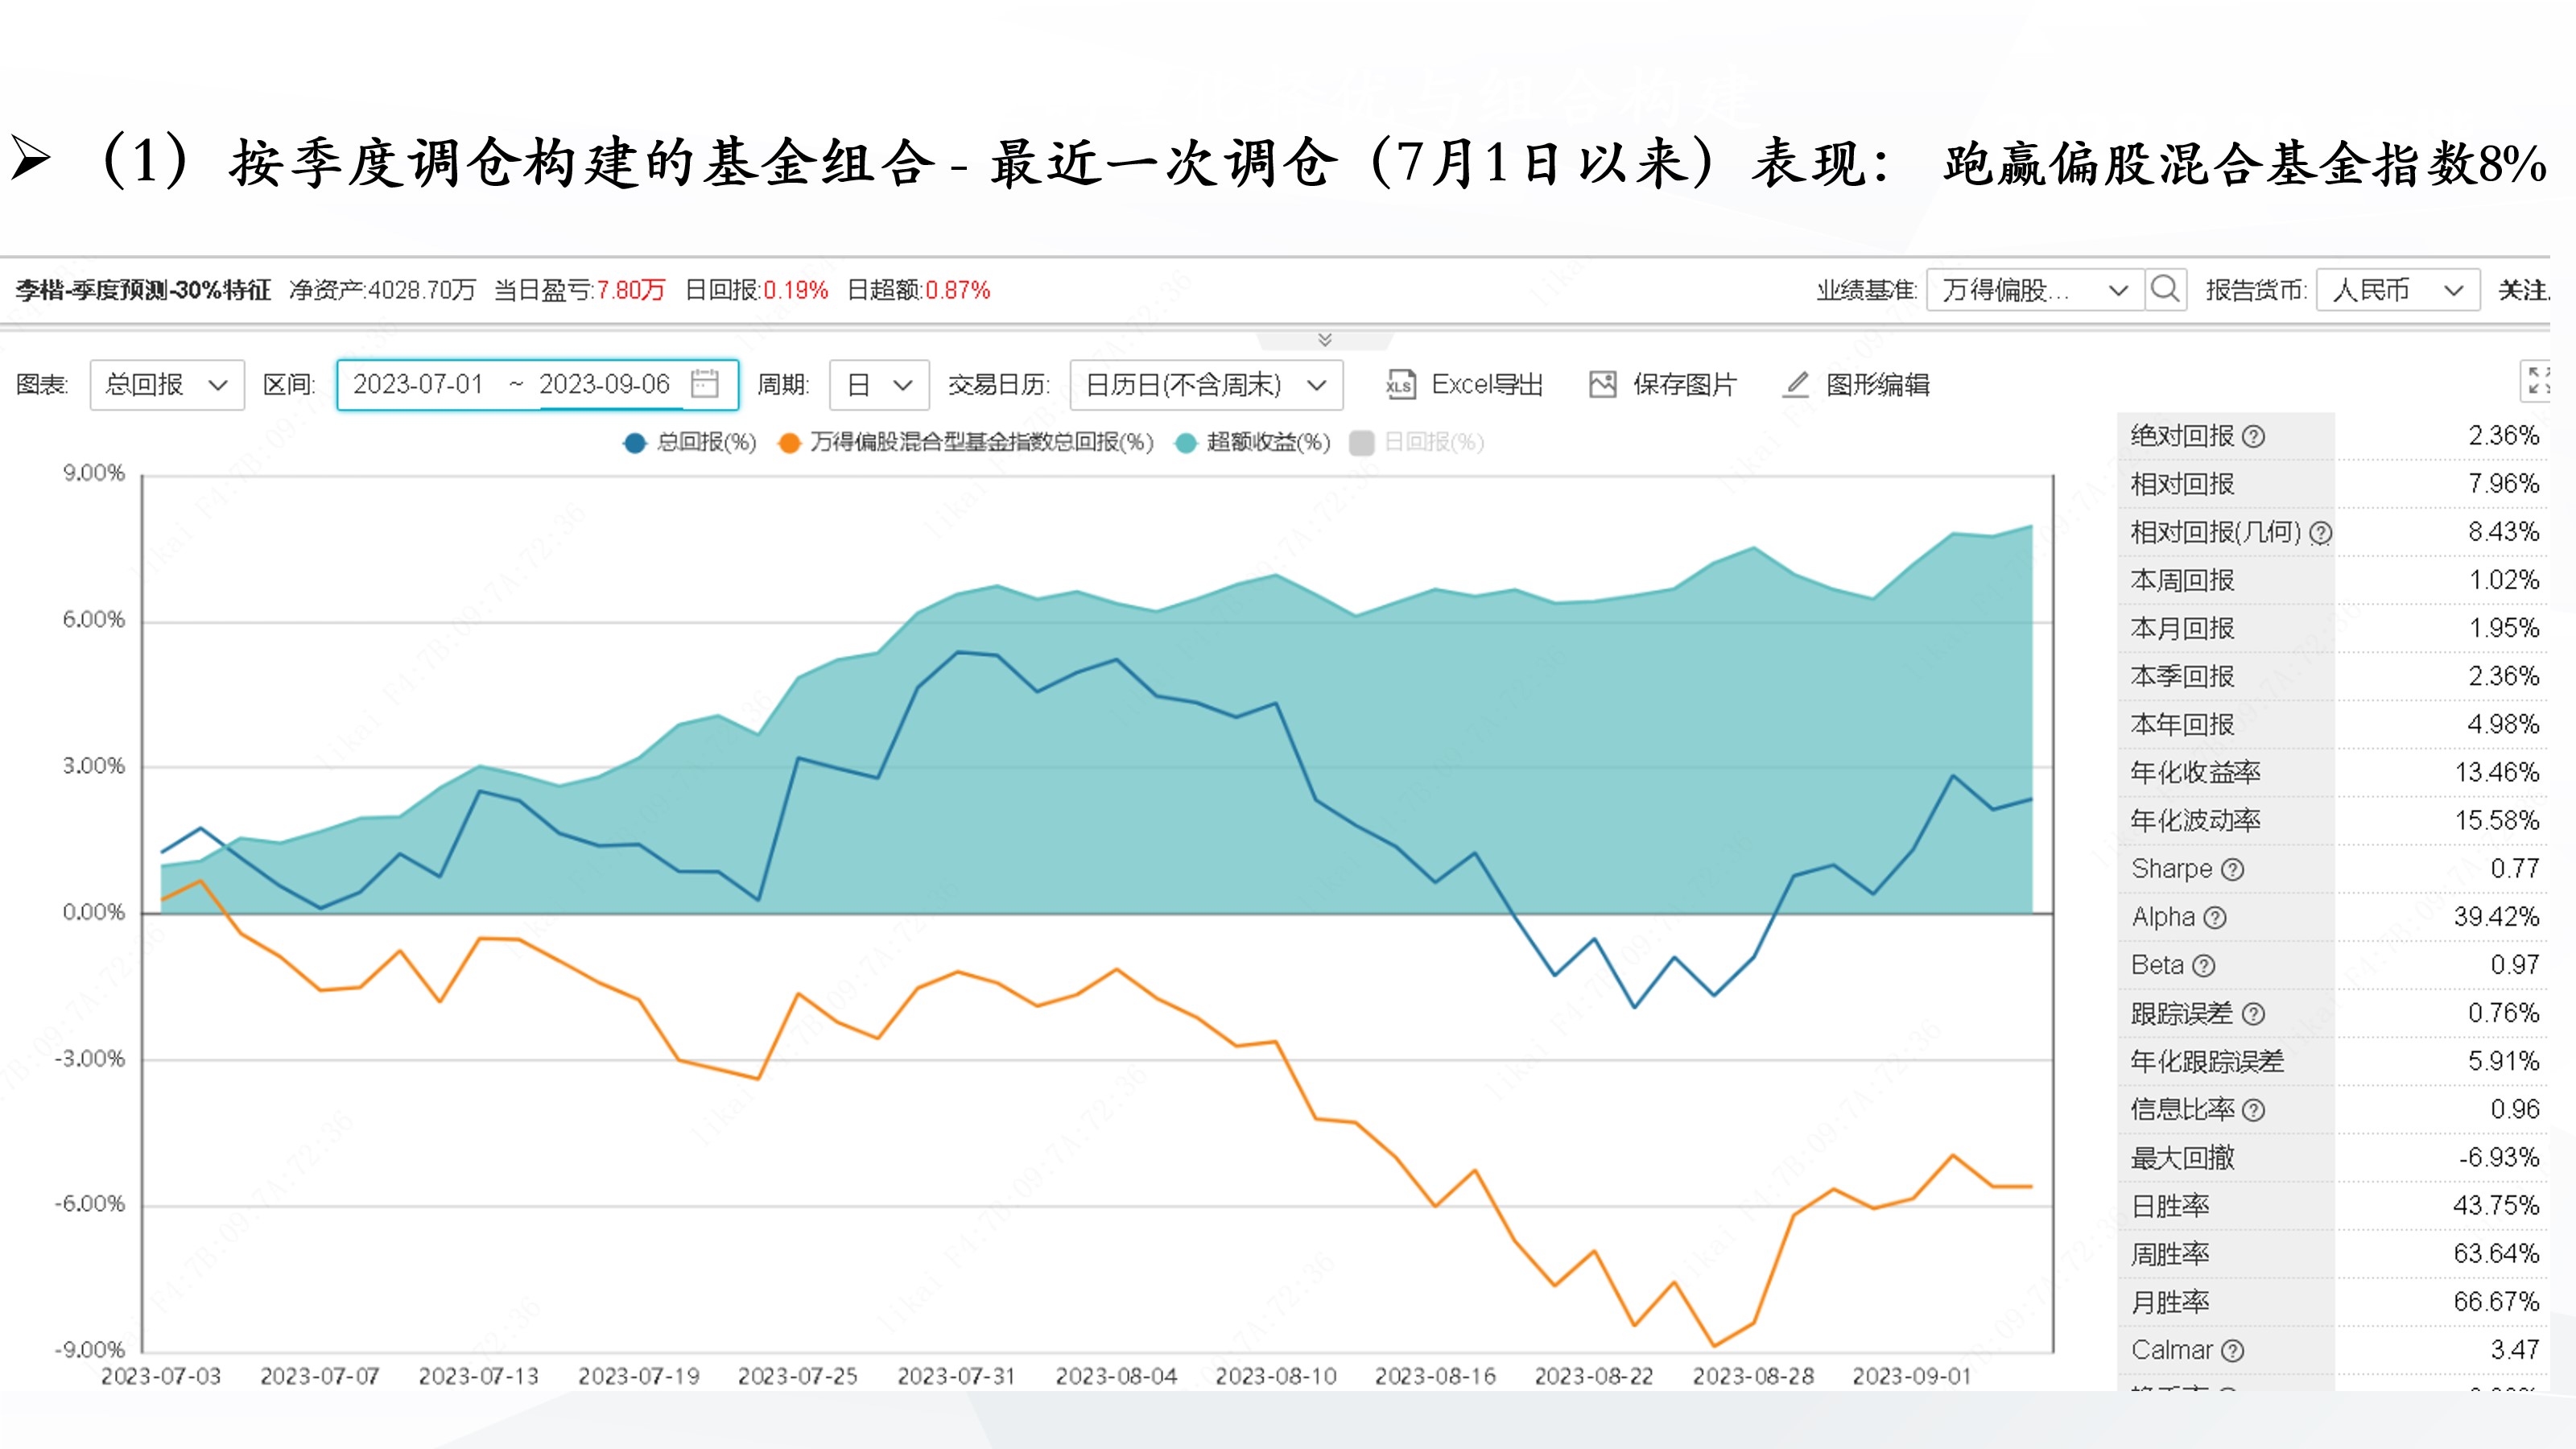 优与组合构建
➢（1）按季度调仓构建的基金组合 - 最近一次调仓（7月1日以来）表现： 跑赢偏股混合基金指数8%
李楷-季度预测-30%特征 净资产:4028.70万 当日盈亏:7.80万 日回报:0.19% 日超额:0.87% 业绩基准: 万得偏股... 报告货币: 人民币 关注
图表: 总回报 区间: 2023-07-01 ~ 2023-09-06 周期: 日 交易日历: 日历日(不含周末) XLS Excel导出 保存图片 图形编辑
总回报(%) 万得偏股混合型基金指数总回报(%) 超额收益(%) 日回报(%)
9.00%
6.00%
3.00%
0.00%
-3.00%
-6.00%
-9.00%
2023-07-03 2023-07-07 2023-07-13 2023-07-19 2023-07-25 2023-07-31 2023-08-04 2023-08-10 2023-08-16 2023-08-22 2023-08-28 2023-09-01
绝对回报 2.36%
相对回报 7.96%
相对回报(几何) 8.43%
本周回报 1.02%
本月回报 1.95%
本季回报 2.36%
本年回报 4.98%
年化收益率 13.46%
年化波动率 15.58%
Sharpe 0.77
Alpha 39.42%
Beta 0.97
跟踪误差 0.76%
年化跟踪误差 5.91%
信息比率 0.96
最大回撤 -6.93%
日胜率 43.75%
周胜率 63.64%
月胜率 66.67%
Calmar 3.47